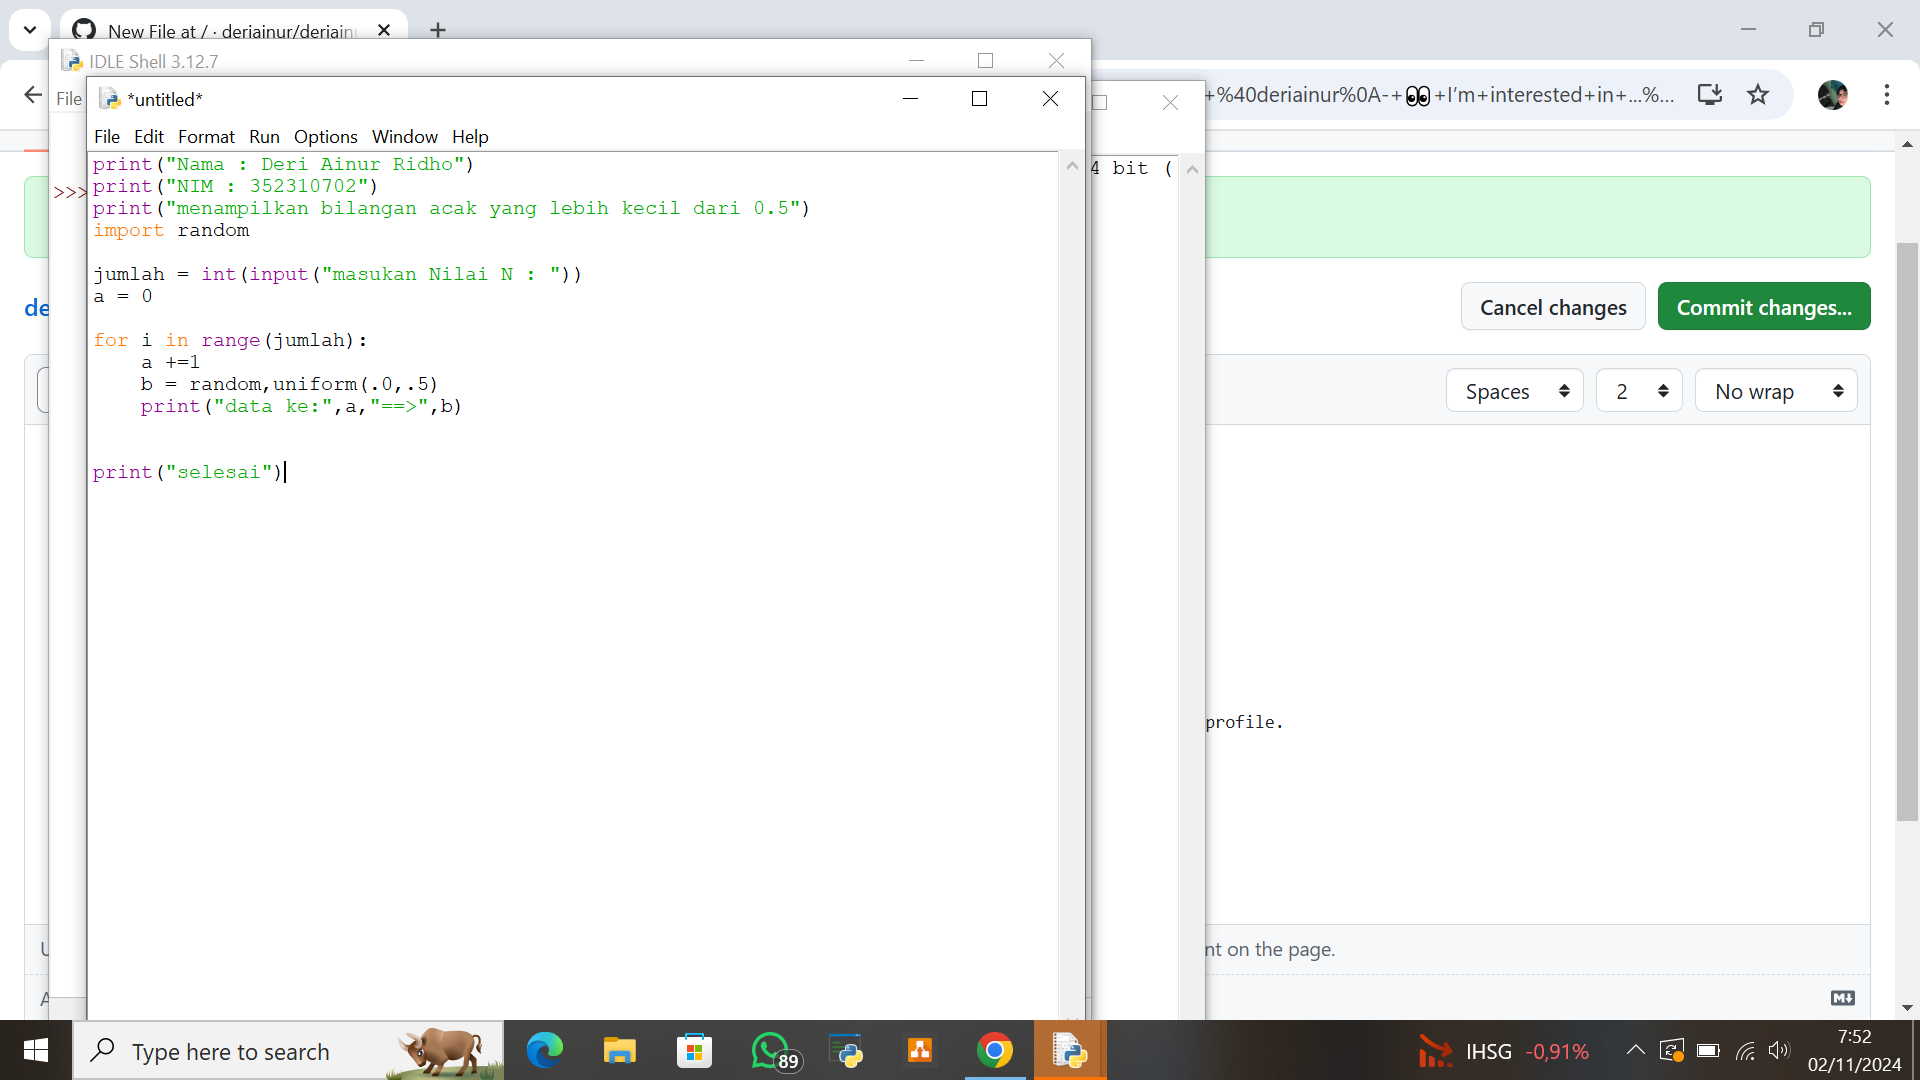 New File at / · deriainur/deriainu
IDLE Shell 3.12.7
File
*untitled*
+%40deriainur%0A-+👀+I'm+interested+in+...%...
File Edit Format Run Options Window Help
print("Nama : Deri Ainur Ridho")
print("NIM : 352310702")
print("menampilkan bilangan acak yang lebih kecil dari 0.5")
import random
jumlah = int(input("masukan Nilai N : "))
a = 0
for i in range(jumlah):
    a +=1
    b = random,uniform(.0,.5)
    print("data ke:",a,"==>",b)
print("selesai")
>>>
4 bit (
de
Cancel changes
Commit changes...
Spaces
2
No wrap
profile.
nt on the page.
M↓
Type here to search
89
IHSG -0,91%
7:52
02/11/2024